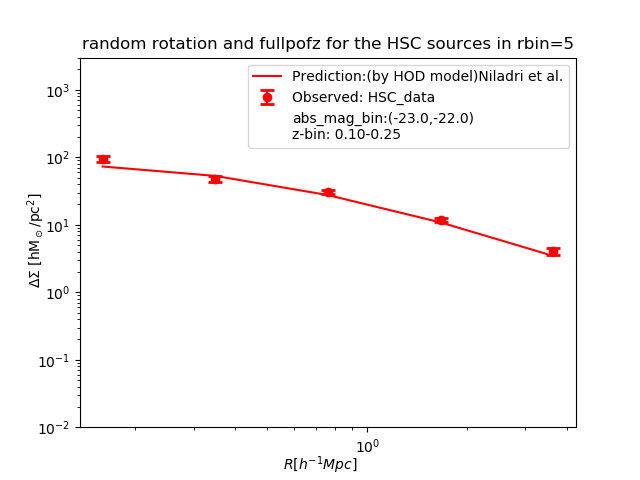 random rotation and fullpofz for the HSC sources in rbin=5
Prediction:(by HOD model)Niladri et al.
Observed: HSC_data
abs_mag_bin:(-23.0,-22.0)
z-bin: 0.10-0.25
ΔΣ [hM⊙/pc²]
10³
10²
10¹
10⁰
10⁻¹
10⁻²
10⁰
R[h⁻¹Mpc]